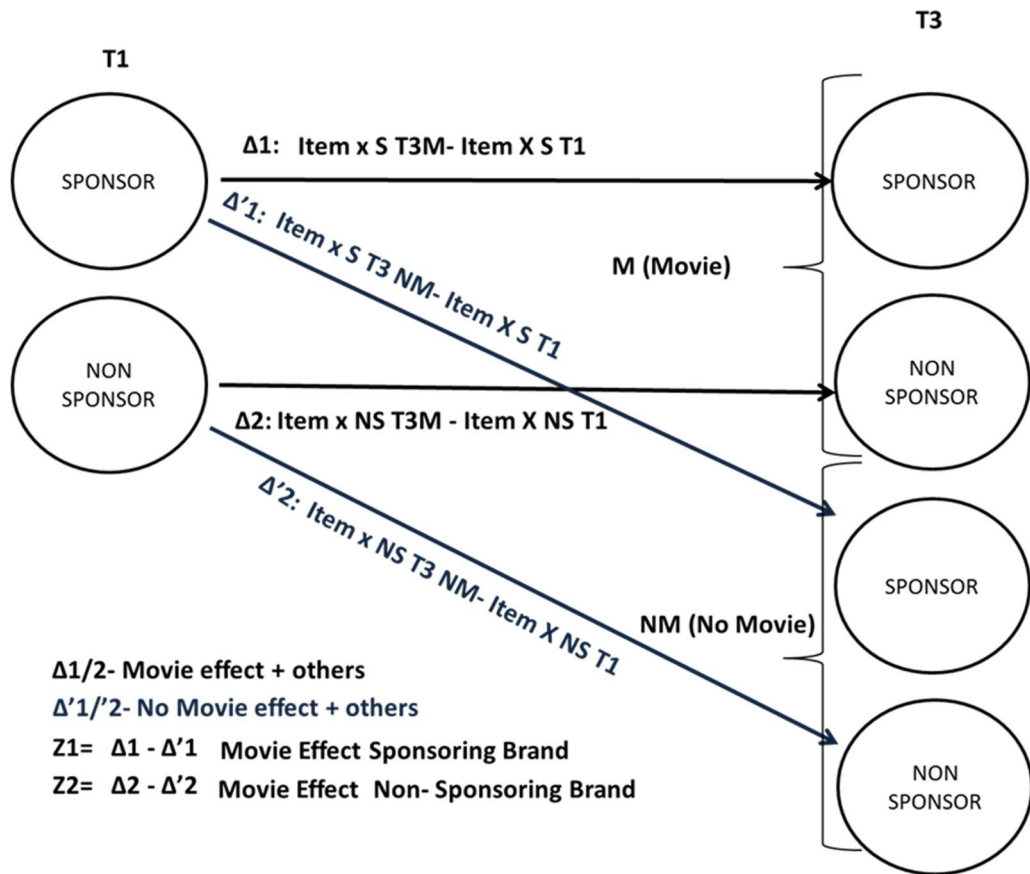 T1
T3
SPONSOR
Δ1: Item x S T3M- Item X S T1
SPONSOR
Δ'1: Item x S T3 NM- Item X S T1
M (Movie)
NON
SPONSOR
NON
SPONSOR
Δ2: Item x NS T3M - Item X NS T1
Δ'2: Item x NS T3 NM- Item X NS T1
SPONSOR
NM (No Movie)
Δ1/2- Movie effect + others
Δ'1/'2- No Movie effect + others
Z1= Δ1 - Δ'1 Movie Effect Sponsoring Brand
Z2= Δ2 - Δ'2 Movie Effect Non- Sponsoring Brand
NON
SPONSOR